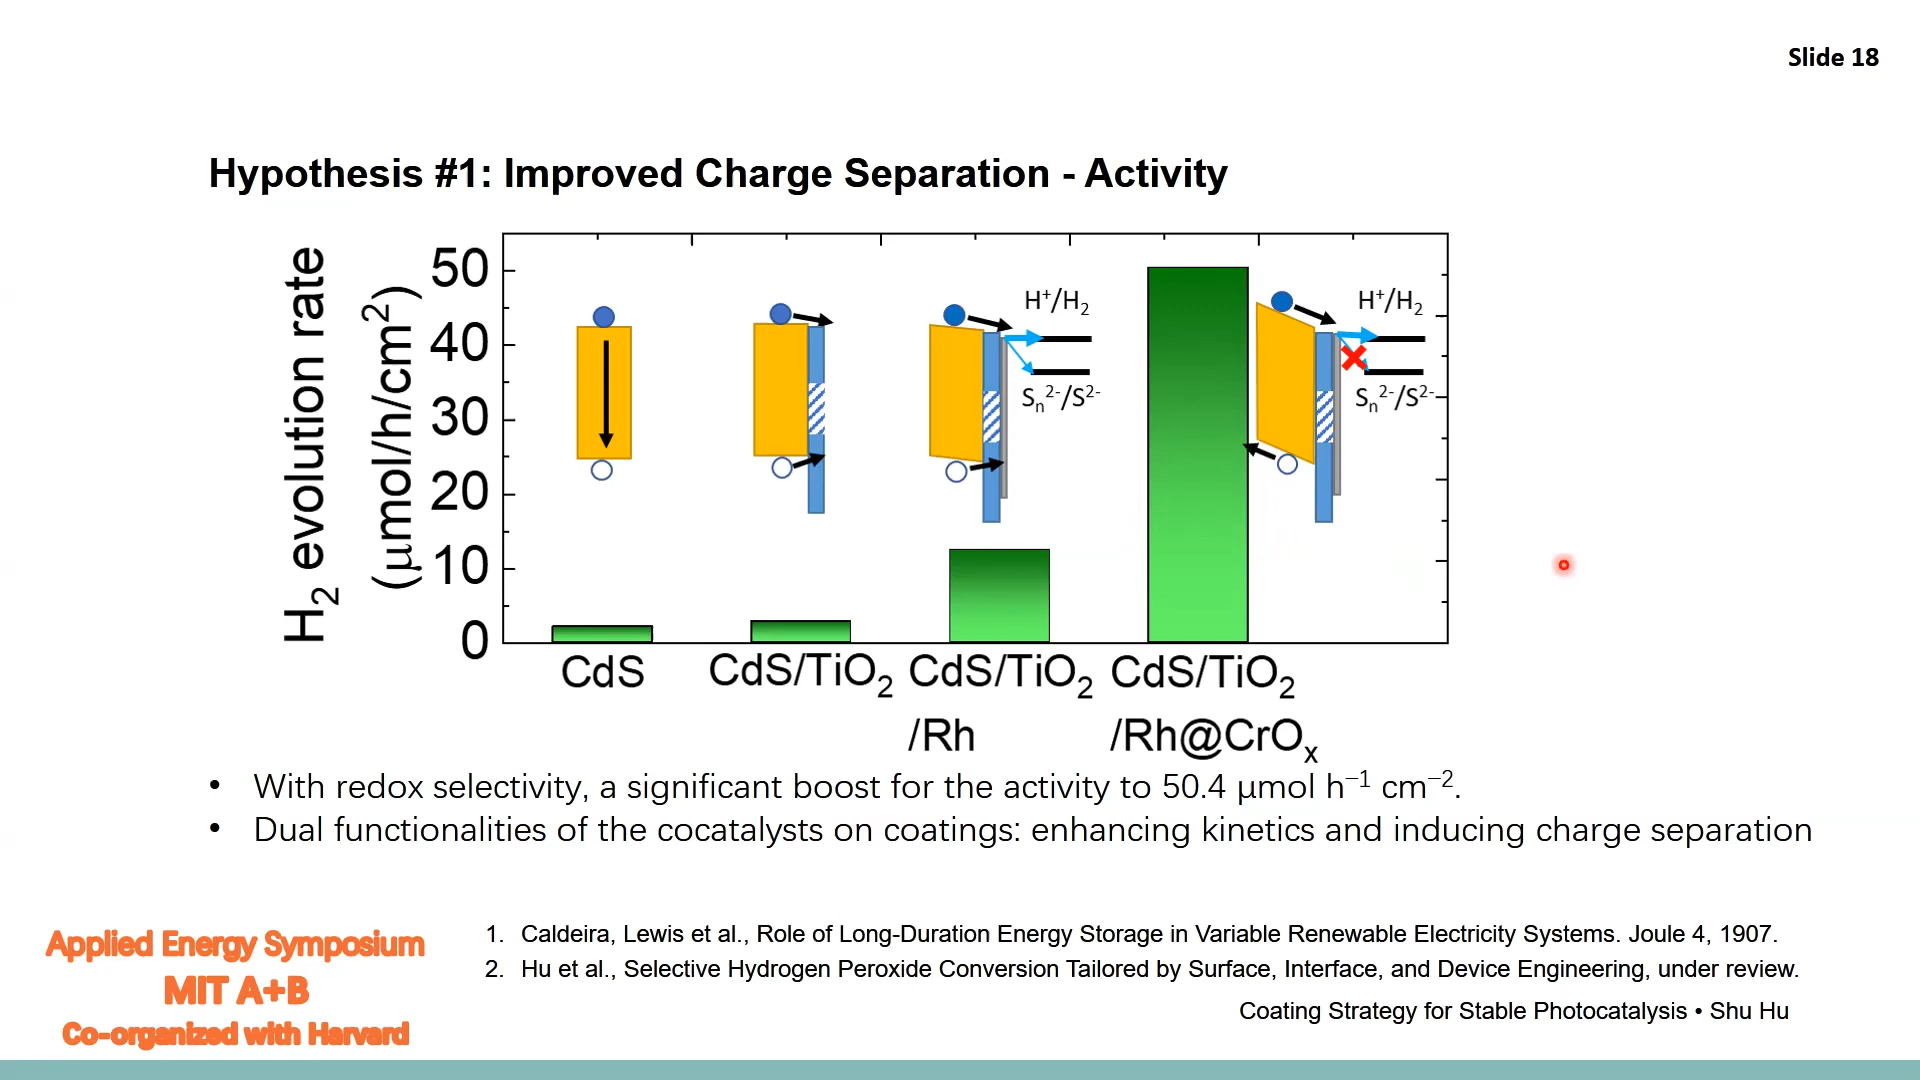 Slide 18
Hypothesis #1: Improved Charge Separation - Activity
H₂ evolution rate
(μmol/h/cm²)
50
40
30
20
10
0
H⁺/H₂
Sₙ²⁻/S²⁻
H⁺/H₂
Sₙ²⁻/S²⁻
CdS
CdS/TiO₂
CdS/TiO₂
/Rh
CdS/TiO₂
/Rh@CrOₓ
• With redox selectivity, a significant boost for the activity to 50.4 μmol h⁻¹ cm⁻².
• Dual functionalities of the cocatalysts on coatings: enhancing kinetics and inducing charge separation
Applied Energy Symposium
MIT A+B
Co-organized with Harvard
1. Caldeira, Lewis et al., Role of Long-Duration Energy Storage in Variable Renewable Electricity Systems. Joule 4, 1907.
2. Hu et al., Selective Hydrogen Peroxide Conversion Tailored by Surface, Interface, and Device Engineering, under review.
Coating Strategy for Stable Photocatalysis • Shu Hu